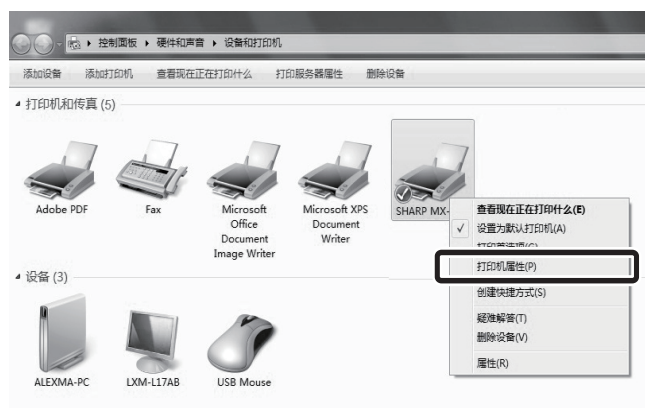 控制面板 ▸ 硬件和声音 ▸ 设备和打印机
添加设备 添加打印机 查看现在正在打印什么 打印服务器属性 删除设备
打印机和传真 (5)
Adobe PDF
Fax
Microsoft
Office
Document
Image Writer
Microsoft XPS
Document
Writer
SHARP MX-
查看现在正在打印什么(E)
设置为默认打印机(A)
打印首选项(G)
打印机属性(P)
创建快捷方式(S)
疑难解答(T)
删除设备(V)
属性(R)
设备 (3)
ALEXMA-PC
LXM-L17AB
USB Mouse